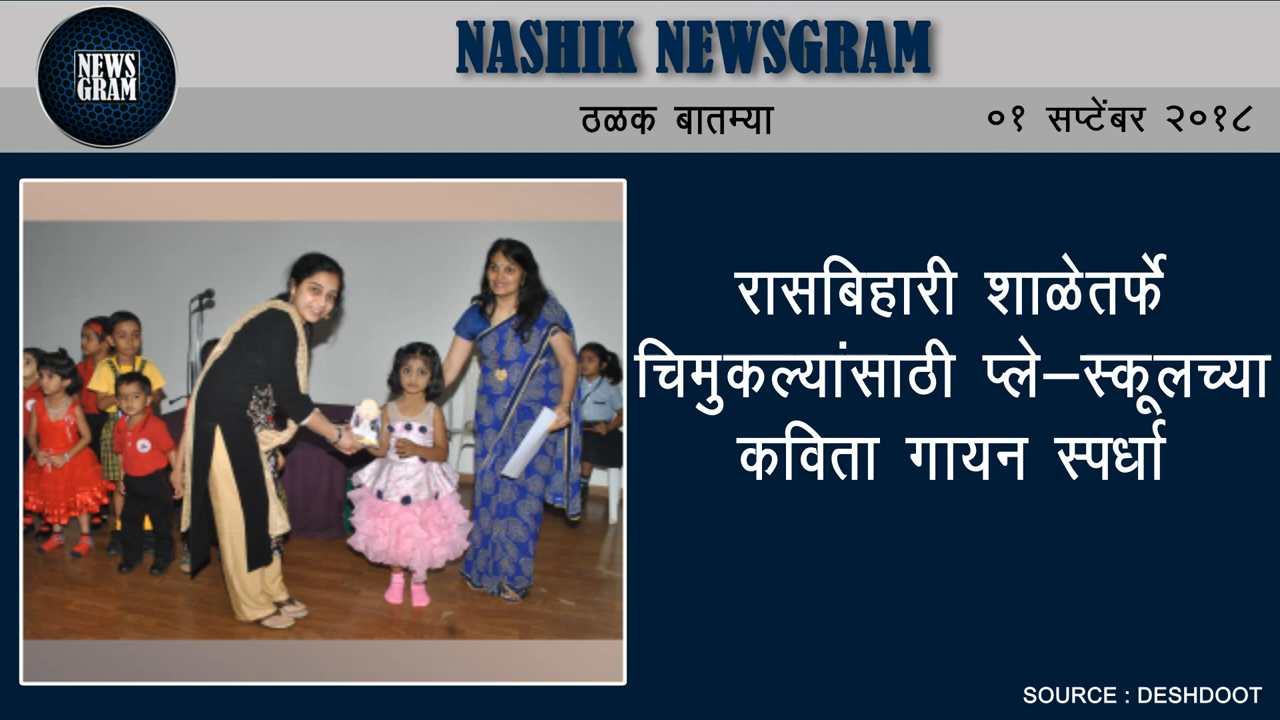 NEWS
GRAM
NASHIK NEWSGRAM
ठळक बातम्या
०१ सप्टेंबर २०१८
रासबिहारी शाळेतर्फे
चिमुकल्यांसाठी प्ले–स्कूलच्या
कविता गायन स्पर्धा
SOURCE : DESHDOOT